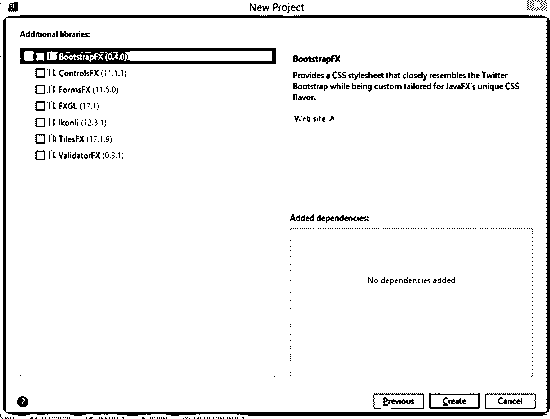 New Project
Additional libraries:
BootstrapFX (0.4.0)
ControlsFX (11.1.1)
FormsFX (11.5.0)
FXGL (17.1)
Ikonli (12.3.1)
TilesFX (17.1.9)
ValidatorFX (0.3.1)
BootstrapFX
Provides a CSS stylesheet that closely resembles the Twitter
Bootstrap while being custom tailored for JavaFX's unique CSS
flavor.
Web site ↗
Added dependencies:
No dependencies added
?
Previous
Create
Cancel